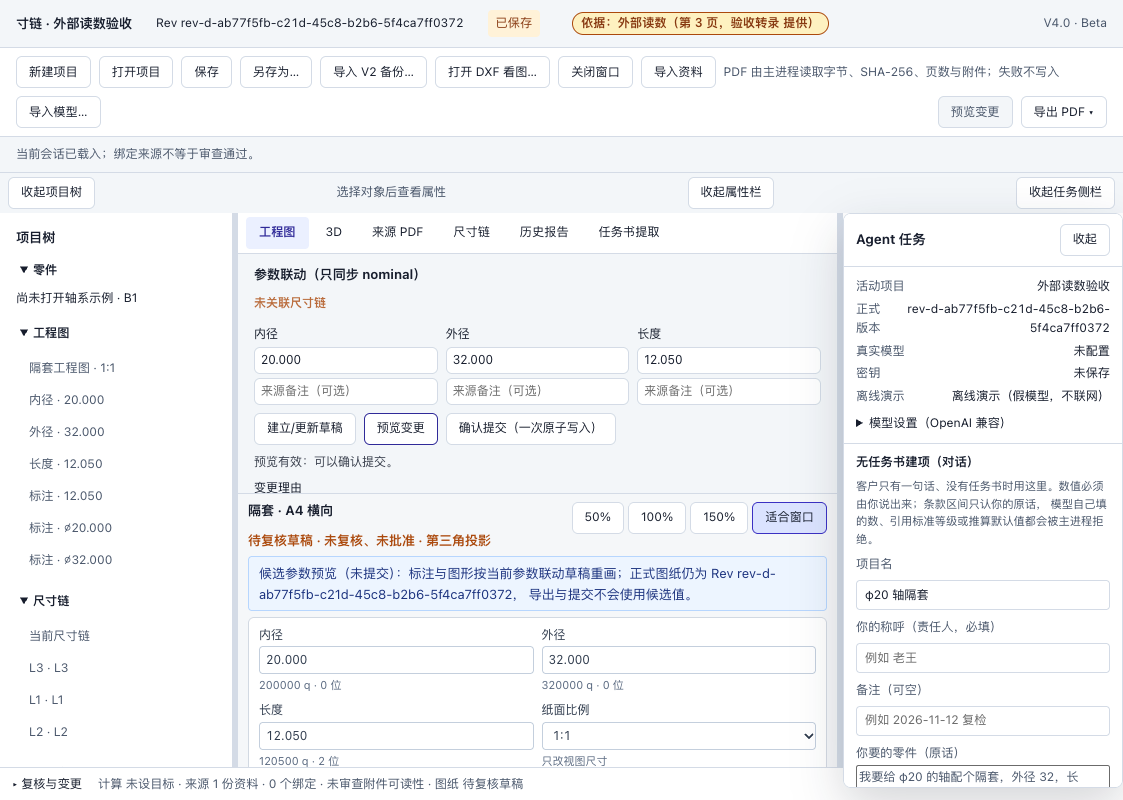 寸链 · 外部读数验收
Rev rev-d-ab77f5fb-c21d-45c8-b2b6-5f4ca7ff0372
已保存
依据：外部读数（第 3 页，验收转录 提供）
V4.0 · Beta
新建项目
打开项目
保存
另存为…
导入 V2 备份…
打开 DXF 看图…
关闭窗口
导入资料
PDF 由主进程读取字节、SHA-256、页数与附件；失败不写入
导入模型…
预览变更
导出 PDF ▾
当前会话已载入；绑定来源不等于审查通过。
收起项目树
选择对象后查看属性
收起属性栏
收起任务侧栏
项目树
▼ 零件
尚未打开轴系示例 · B1
▼ 工程图
隔套工程图 · 1:1
内径 · 20.000
外径 · 32.000
长度 · 12.050
标注 · 12.050
标注 · ⌀20.000
标注 · ⌀32.000
▼ 尺寸链
当前尺寸链
L3 · L3
L1 · L1
L2 · L2
工程图
3D
来源 PDF
尺寸链
历史报告
任务书提取
参数联动（只同步 nominal）
未关联尺寸链
内径
外径
长度
20.000
32.000
12.050
来源备注（可选）
来源备注（可选）
来源备注（可选）
建立/更新草稿
预览变更
确认提交（一次原子写入）
预览有效：可以确认提交。
变更理由
隔套 · A4 横向
50%
100%
150%
适合窗口
待复核草稿 · 未复核、未批准 · 第三角投影
候选参数预览（未提交）：标注与图形按当前参数联动草稿重画；正式图纸仍为 Rev rev-d-
ab77f5fb-c21d-45c8-b2b6-5f4ca7ff0372， 导出与提交不会使用候选值。
内径
外径
20.000
32.000
200000 q · 0 位
320000 q · 0 位
长度
纸面比例
12.050
1:1
120500 q · 2 位
只改视图尺寸
Agent 任务
收起
活动项目
外部读数验收
正式
版本
rev-d-ab77f5fb-c21d-45c8-b2b6-
5f4ca7ff0372
真实模型
未配置
密钥
未保存
离线演示
离线演示（假模型，不联网）
▶ 模型设置（OpenAI 兼容）
无任务书建项（对话）
客户只有一句话、没有任务书时用这里。数值必须
由你说出来；条款区间只认你的原话， 模型自己填
的数、引用标准等级或推算默认值都会被主进程拒
绝。
项目名
φ20 轴隔套
你的称呼（责任人，必填）
例如 老王
备注（可空）
例如 2026-11-12 复检
你要的零件（原话）
我要给 φ20 的轴配个隔套，外径 32，长
▸ 复核与变更
计算 未设目标 · 来源 1 份资料 · 0 个绑定 · 未审查附件可读性 · 图纸 待复核草稿